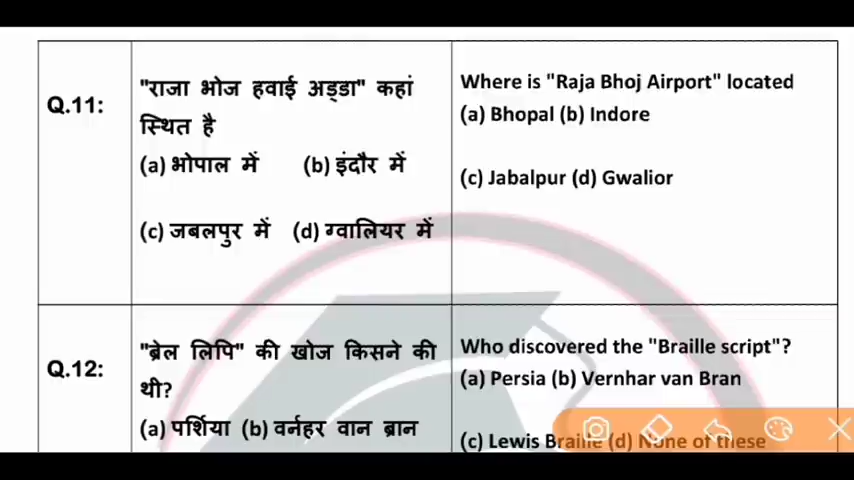 Q.11:
"राजा भोज हवाई अड्डा" कहां
स्थित है
(a) भोपाल में (b) इंदौर में
(c) जबलपुर में (d) ग्वालियर में
Where is "Raja Bhoj Airport" located
(a) Bhopal (b) Indore
(c) Jabalpur (d) Gwalior
Q.12:
"ब्रेल लिपि" की खोज किसने की
थी?
(a) पर्शिया (b) वर्नहर वान ब्रान
Who discovered the "Braille script"?
(a) Persia (b) Vernhar van Bran
(c) Lewis Braille (d) None of these